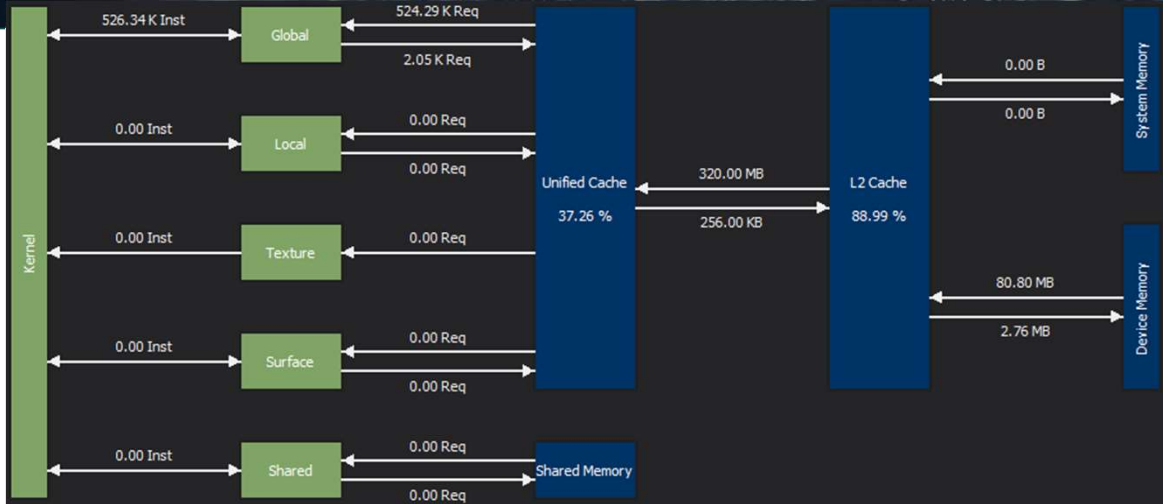 524.29 K Req
526.34 K Inst
Global
2.05 K Req
0.00 B
0.00 B
System Memory
0.00 Req
0.00 Inst
Local
0.00 Req
Unified Cache
37.26 %
320.00 MB
256.00 KB
L2 Cache
88.99 %
Kernel
0.00 Inst
Texture
0.00 Req
80.80 MB
2.76 MB
Device Memory
0.00 Req
0.00 Inst
Surface
0.00 Req
0.00 Req
0.00 Inst
Shared
Shared Memory
0.00 Req